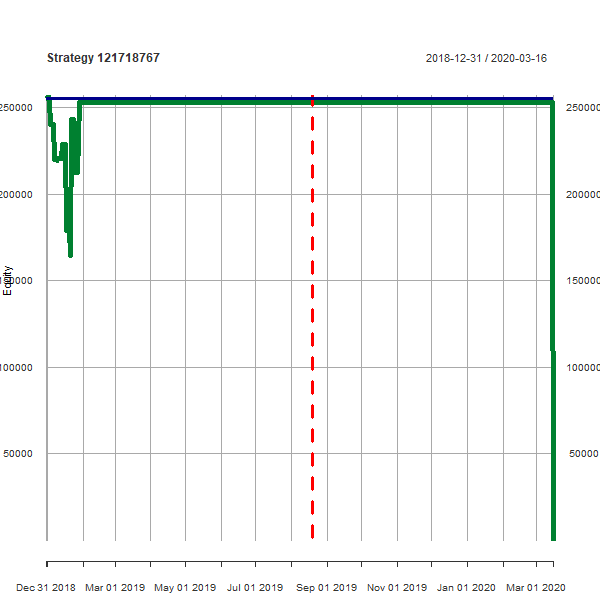 Strategy 121718767 2018-12-31 / 2020-03-16
250000 250000
200000 200000
Equity
150000 150000
100000 100000
50000 50000
Dec 31 2018 Mar 01 2019 May 01 2019 Jul 01 2019 Sep 01 2019 Nov 01 2019 Jan 01 2020 Mar 01 2020